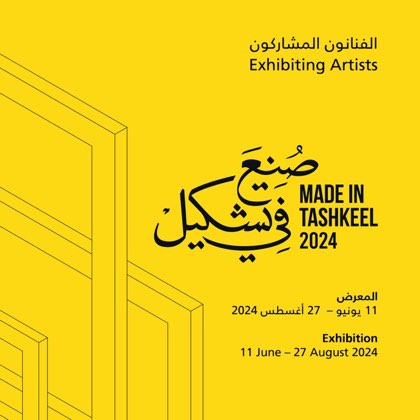 الفنانون المشاركون
Exhibiting Artists
صُنِعَ
في تشكيل
MADE IN
TASHKEEL
2024
المعرض
11 يونيو – 27 أغسطس 2024
Exhibition
11 June – 27 August 2024